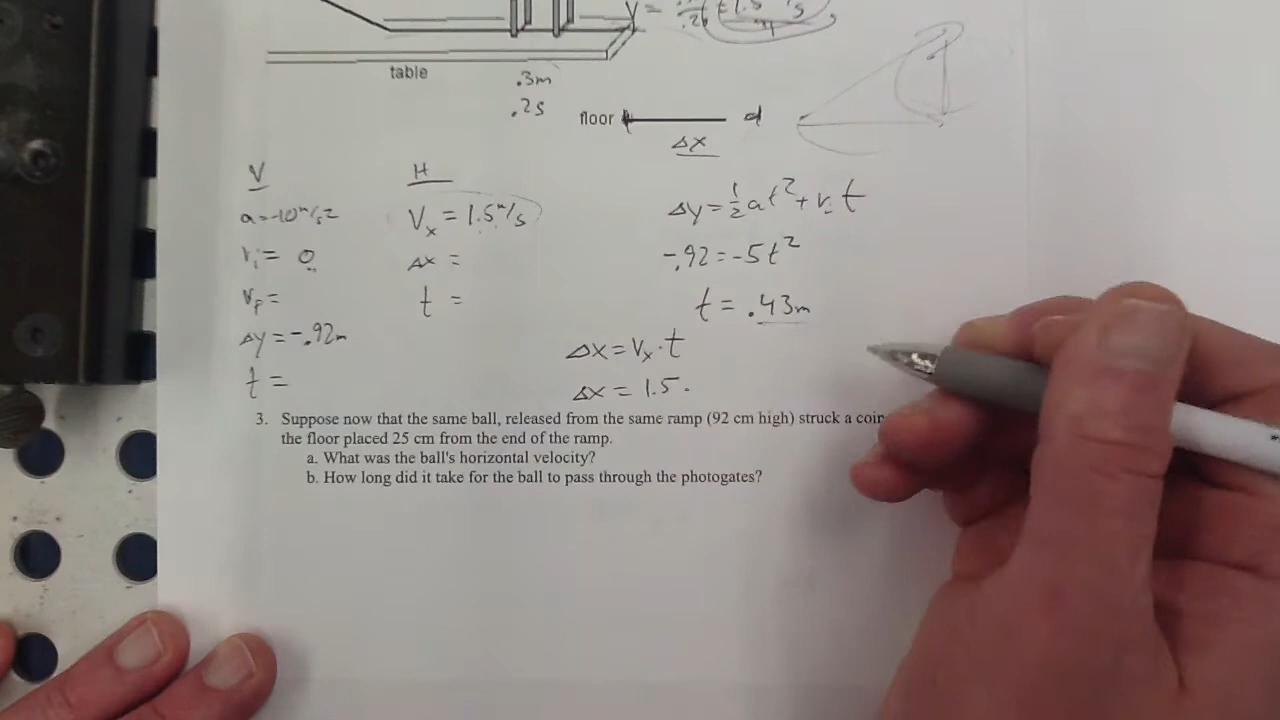 table
.3m
.2s
floor
d
Δx
V
a=-10m/s2
vi= 0
vf=
Δy=-.92m
t =
H
Vx = 1.5m/s
Δx =
t =
Δy=1/2at²+vit
-.92=-5t²
t = .43m
Δx=Vx·t
Δx = 1.5·
3. Suppose now that the same ball, released from the same ramp (92 cm high) struck a
the floor placed 25 cm from the end of the ramp.
a. What was the ball's horizontal velocity?
b. How long did it take for the ball to pass through the photogates?